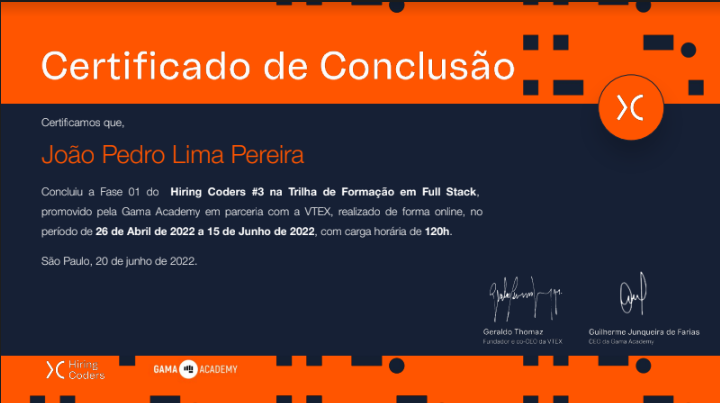 Certificado de Conclusão
Certificamos que,
João Pedro Lima Pereira
Concluiu a Fase 01 do Hiring Coders #3 na Trilha de Formação em Full Stack,
promovido pela Gama Academy em parceria com a VTEX, realizado de forma online, no
período de 26 de Abril de 2022 a 15 de Junho de 2022, com carga horária de 120h.
São Paulo, 20 de junho de 2022.
Geraldo Thomaz
Fundador e co-CEO da VTEX
Guilherme Junqueira de Farias
CEO da Gama Academy
Hiring
Coders
GAMA ACADEMY